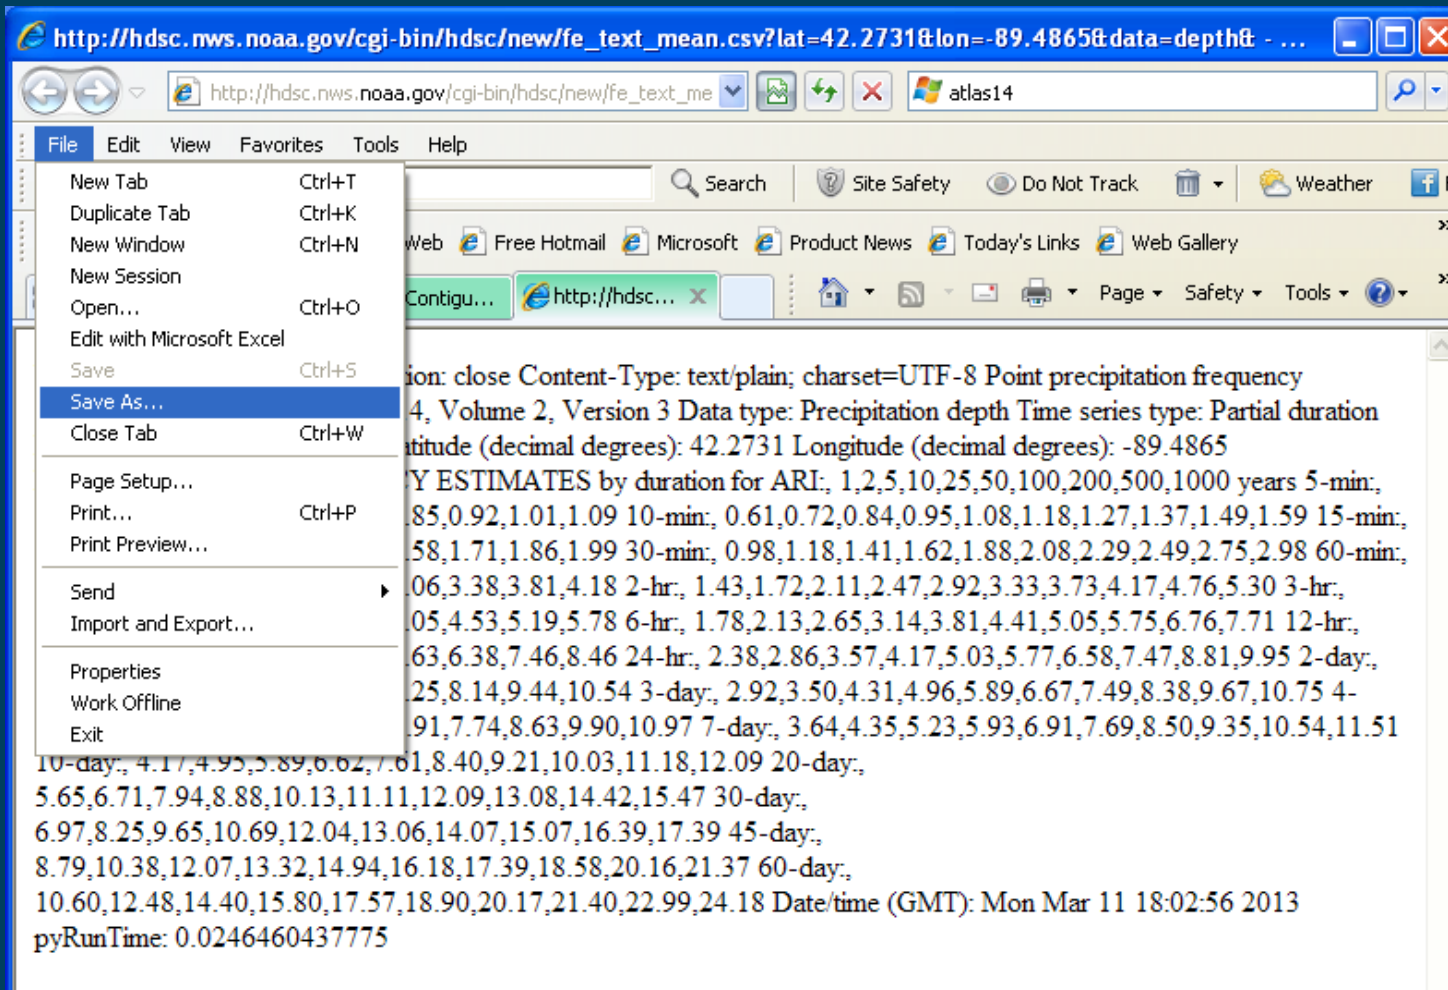 http://hdsc.nws.noaa.gov/cgi-bin/hdsc/new/fe_text_mean.csv?lat=42.2731&lon=-89.4865&data=depth& - ...
http://hdsc.nws.noaa.gov/cgi-bin/hdsc/new/fe_text_me
atlas14
File Edit View Favorites Tools Help
New Tab Ctrl+T
Duplicate Tab Ctrl+K
New Window Ctrl+N
New Session
Open... Ctrl+O
Edit with Microsoft Excel
Save Ctrl+S
Save As...
Close Tab Ctrl+W
Page Setup...
Print... Ctrl+P
Print Preview...
Send
Import and Export...
Properties
Work Offline
Exit
Search Site Safety Do Not Track Weather
Web Free Hotmail Microsoft Product News Today's Links Web Gallery
Contigu... http://hdsc... Page Safety Tools
ion: close Content-Type: text/plain; charset=UTF-8 Point precipitation frequency
4, Volume 2, Version 3 Data type: Precipitation depth Time series type: Partial duration
atitude (decimal degrees): 42.2731 Longitude (decimal degrees): -89.4865
Y ESTIMATES by duration for ARI:, 1,2,5,10,25,50,100,200,500,1000 years 5-min:,
.85,0.92,1.01,1.09 10-min:, 0.61,0.72,0.84,0.95,1.08,1.18,1.27,1.37,1.49,1.59 15-min:,
.58,1.71,1.86,1.99 30-min:, 0.98,1.18,1.41,1.62,1.88,2.08,2.29,2.49,2.75,2.98 60-min:,
.06,3.38,3.81,4.18 2-hr:, 1.43,1.72,2.11,2.47,2.92,3.33,3.73,4.17,4.76,5.30 3-hr:,
.05,4.53,5.19,5.78 6-hr:, 1.78,2.13,2.65,3.14,3.81,4.41,5.05,5.75,6.76,7.71 12-hr:,
.63,6.38,7.46,8.46 24-hr:, 2.38,2.86,3.57,4.17,5.03,5.77,6.58,7.47,8.81,9.95 2-day:,
.25,8.14,9.44,10.54 3-day:, 2.92,3.50,4.31,4.96,5.89,6.67,7.49,8.38,9.67,10.75 4-
.91,7.74,8.63,9.90,10.97 7-day:, 3.64,4.35,5.23,5.93,6.91,7.69,8.50,9.35,10.54,11.51
10-day:, 4.17,4.95,5.89,6.62,7.61,8.40,9.21,10.03,11.18,12.09 20-day:,
5.65,6.71,7.94,8.88,10.13,11.11,12.09,13.08,14.42,15.47 30-day:,
6.97,8.25,9.65,10.69,12.04,13.06,14.07,15.07,16.39,17.39 45-day:,
8.79,10.38,12.07,13.32,14.94,16.18,17.39,18.58,20.16,21.37 60-day:,
10.60,12.48,14.40,15.80,17.57,18.90,20.17,21.40,22.99,24.18 Date/time (GMT): Mon Mar 11 18:02:56 2013
pyRunTime: 0.0246460437775